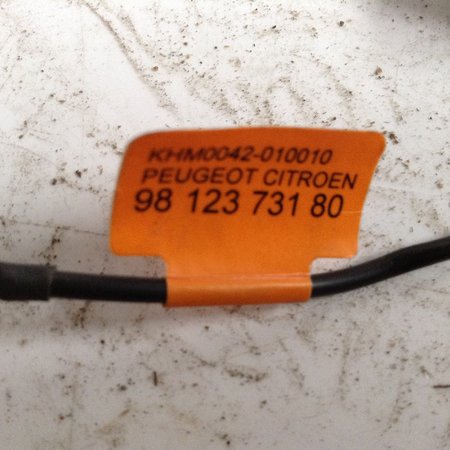 KHM0042-010010
PEUGEOT CITROEN
98 123 731 80